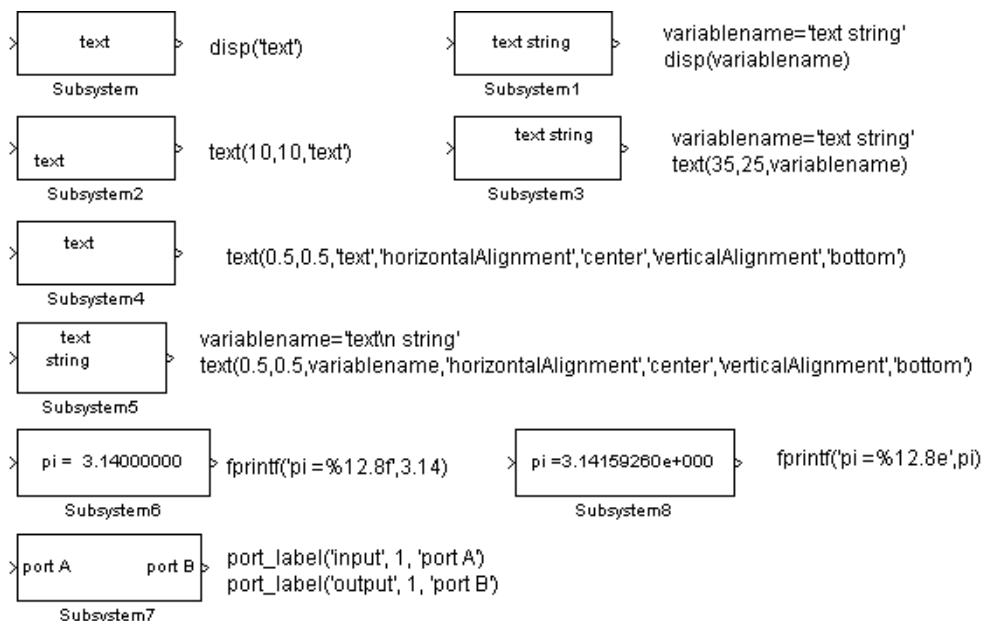 text
disp('text')
Subsystem
text string
variablename='text string'
disp(variablename)
Subsystem1
text
text(10,10,'text')
Subsystem2
text string
variablename='text string'
text(35,25,variablename)
Subsystem3
text
text(0.5,0.5,'text','horizontalAlignment','center','verticalAlignment','bottom')
Subsystem4
text
string
variablename='text\n string'
text(0.5,0.5,variablename,'horizontalAlignment','center','verticalAlignment','bottom')
Subsystem5
pi = 3.14000000
fprintf('pi =%12.8f',3.14)
Subsystem6
pi =3.14159260e+000
fprintf('pi =%12.8e',pi)
Subsystem8
port A port B
port_label('input', 1, 'port A')
port_label('output', 1, 'port B')
Subsystem7